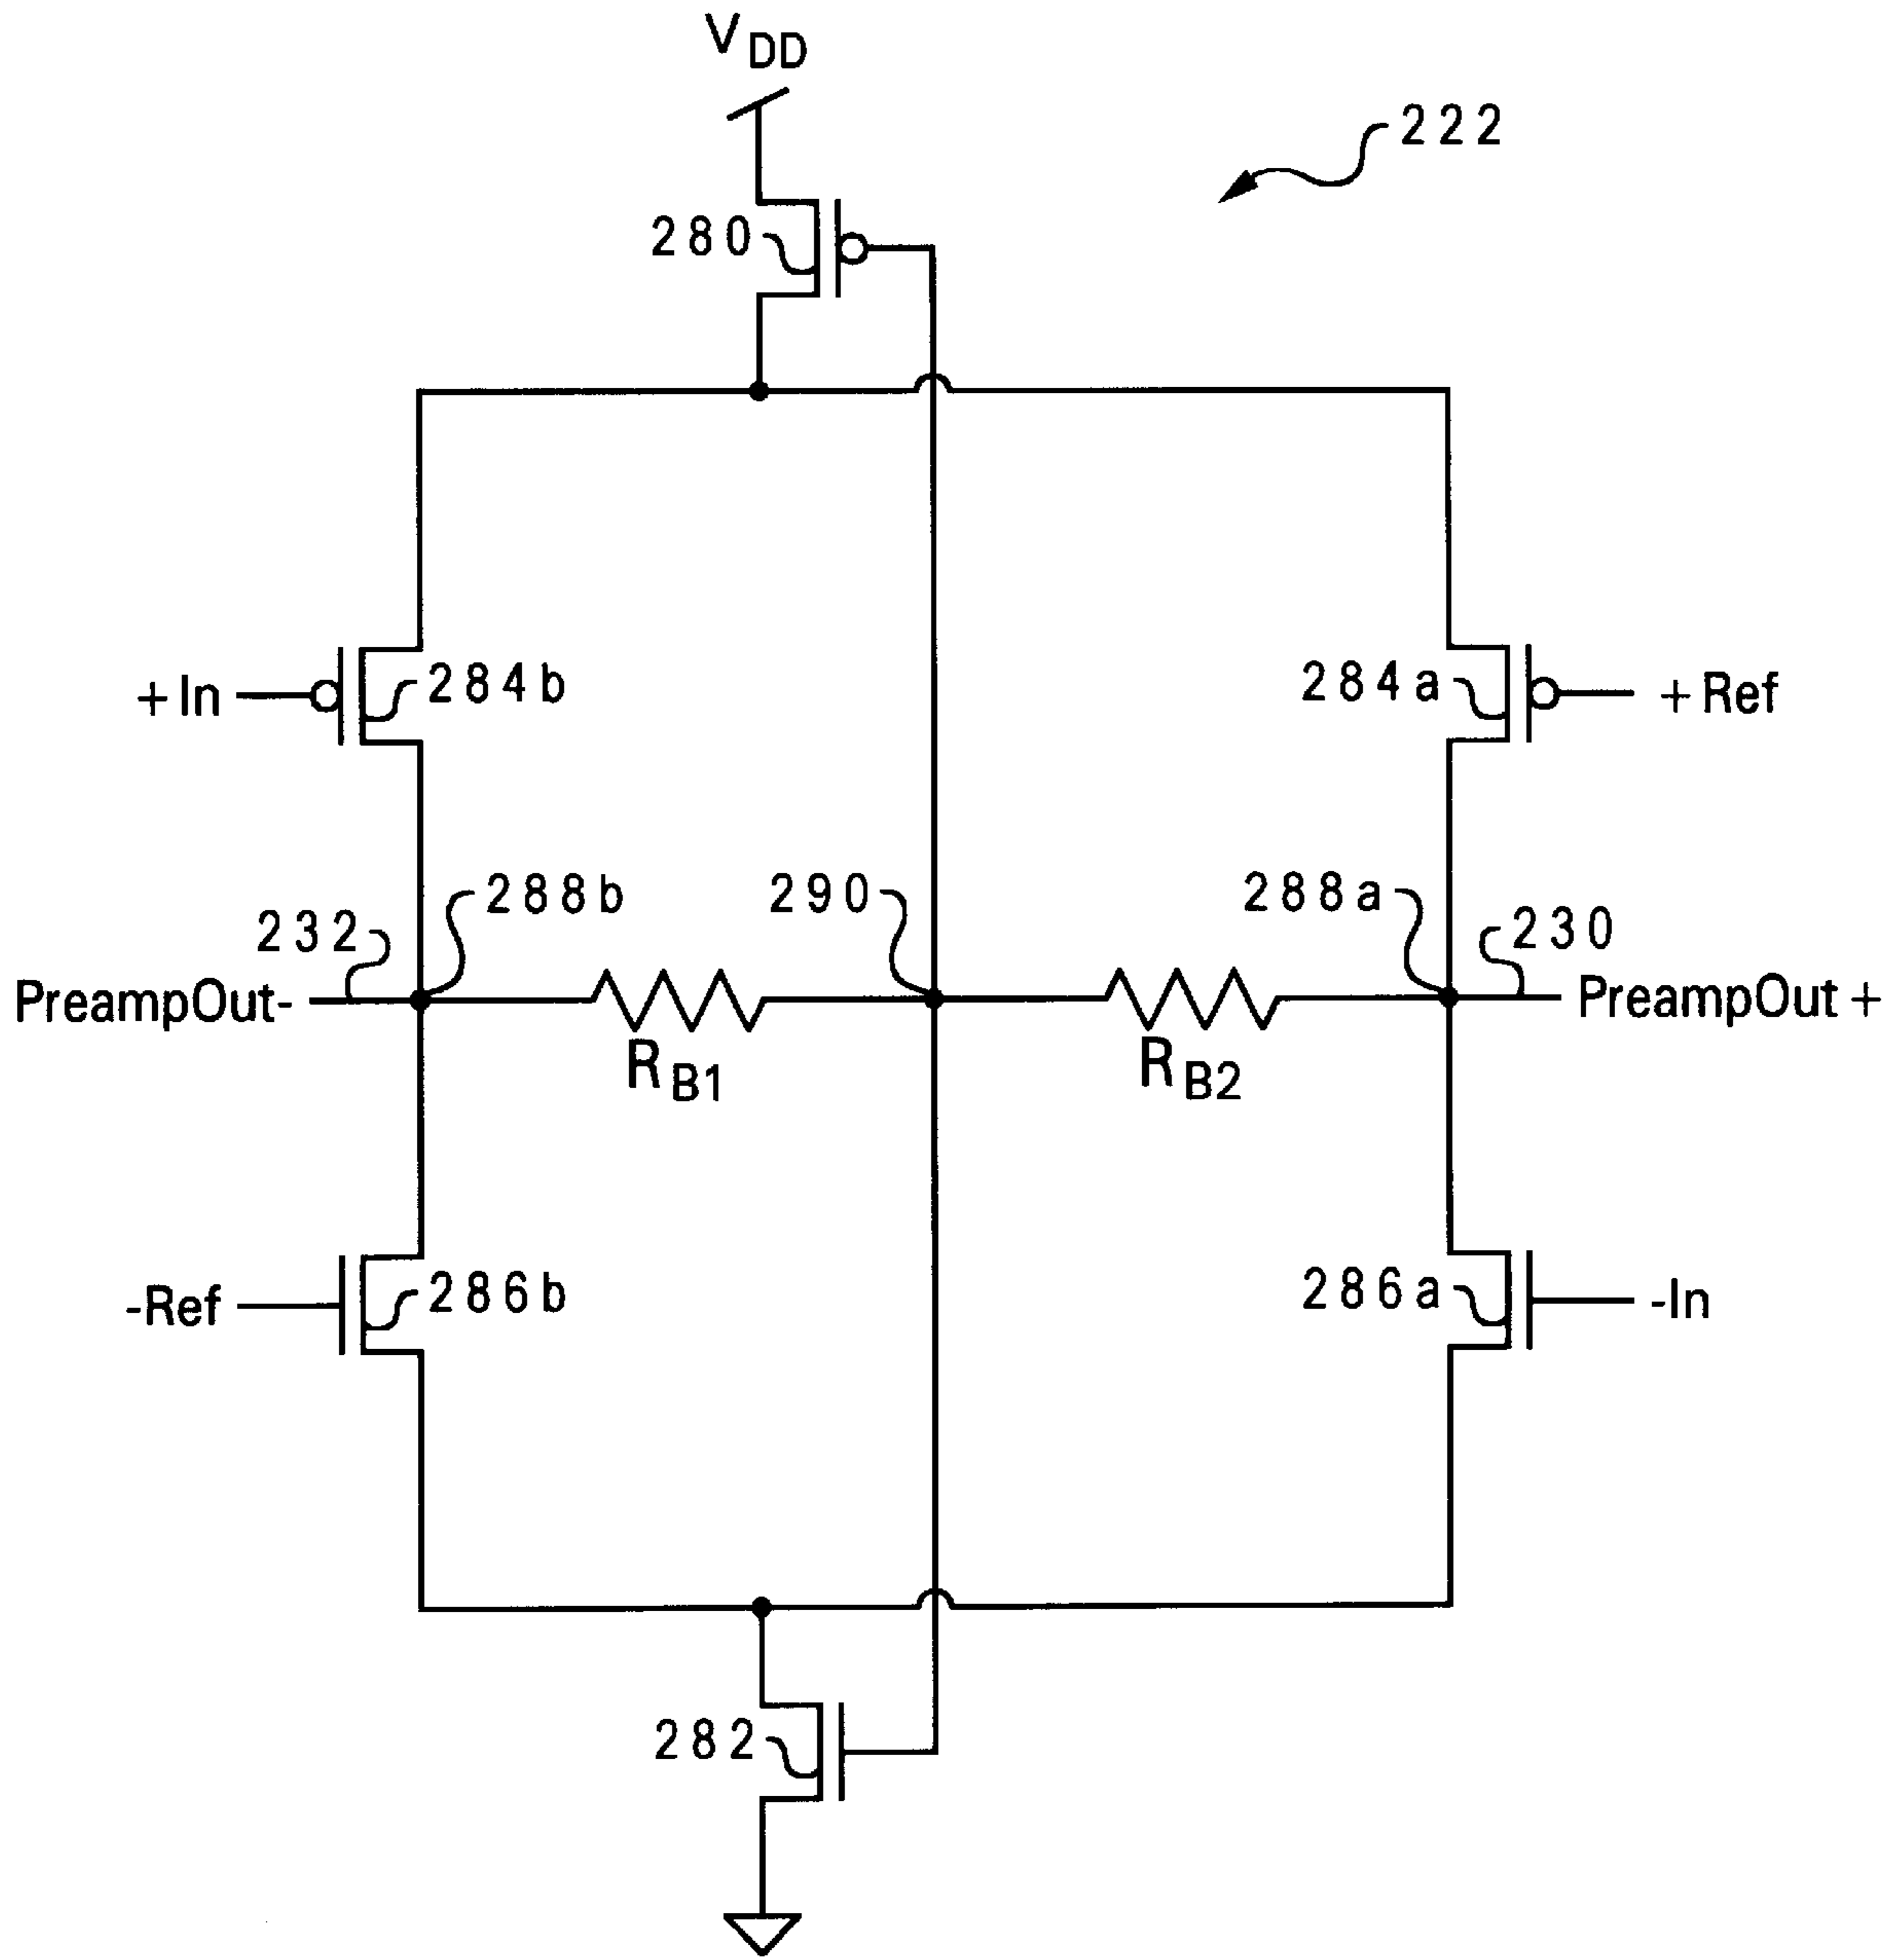 VDD
222
280
+In
284b
284a
+Ref
288b
290
288a
232
230
PreampOut-
PreampOut +
RB1
RB2
-Ref
286b
286a
-In
282